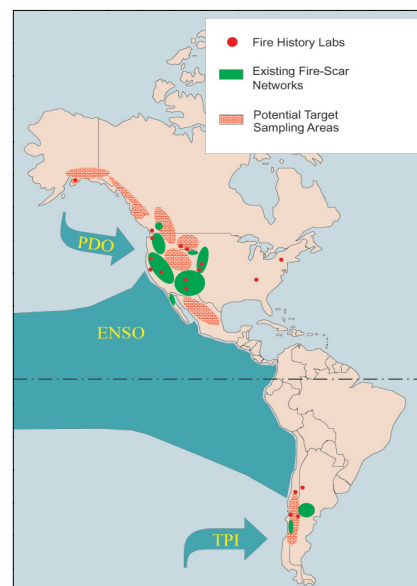 Fire History Labs
Existing Fire-Scar
Networks
Potential Target
Sampling Areas
PDO
ENSO
TPI